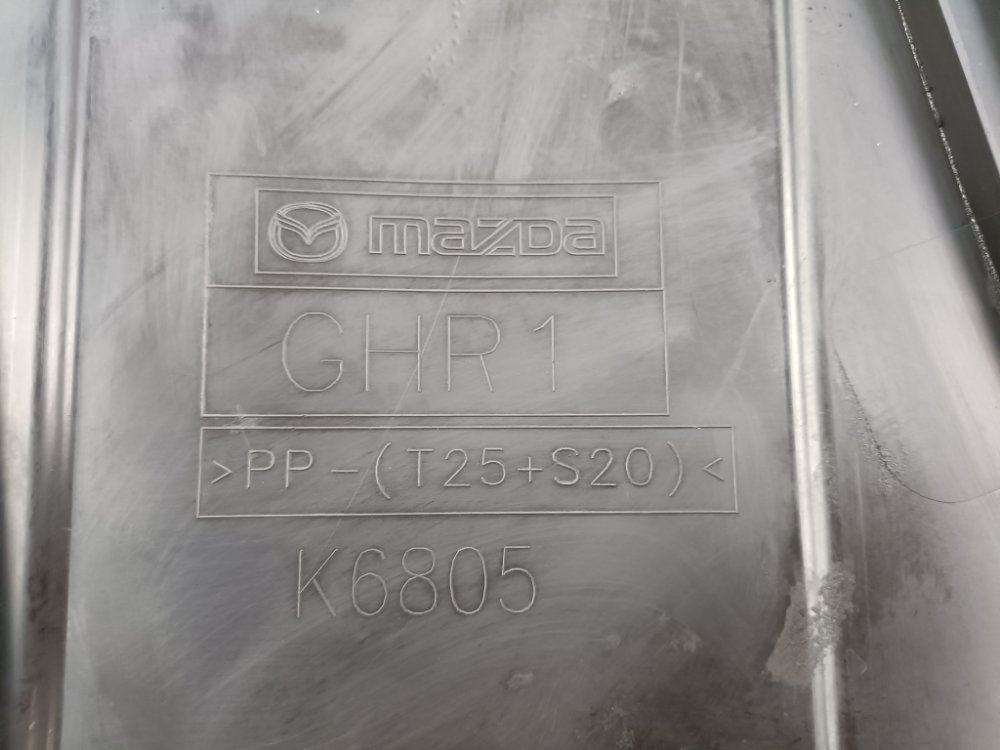 mazda
GHR1
>PP-(T25+S20)<
K6805